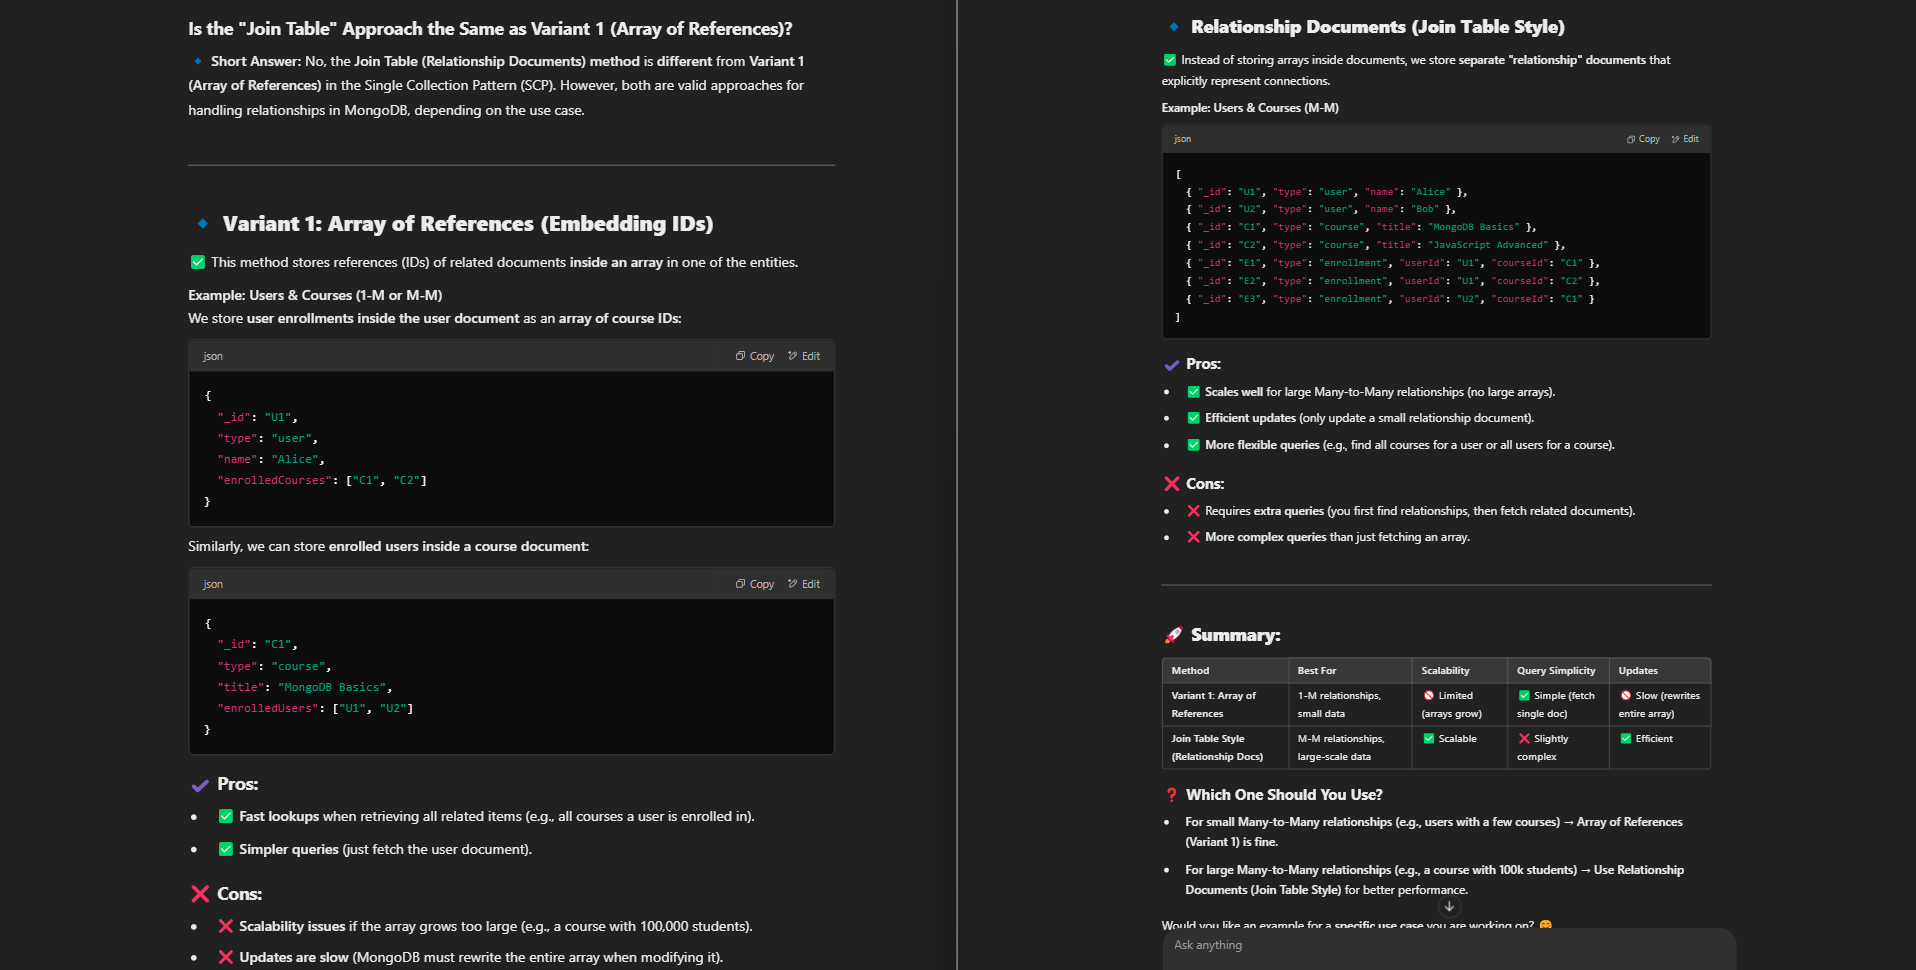 Is the "Join Table" Approach the Same as Variant 1 (Array of References)?
🔹 Short Answer: No, the Join Table (Relationship Documents) method is different from Variant 1
(Array of References) in the Single Collection Pattern (SCP). However, both are valid approaches for
handling relationships in MongoDB, depending on the use case.
🔹 Variant 1: Array of References (Embedding IDs)
✅ This method stores references (IDs) of related documents inside an array in one of the entities.
Example: Users & Courses (1-M or M-M)
We store user enrollments inside the user document as an array of course IDs:
json Copy Edit
{
"_id": "U1",
"type": "user",
"name": "Alice",
"enrolledCourses": ["C1", "C2"]
}
Similarly, we can store enrolled users inside a course document:
json Copy Edit
{
"_id": "C1",
"type": "course",
"title": "MongoDB Basics",
"enrolledUsers": ["U1", "U2"]
}
✔ Pros:
• ✅ Fast lookups when retrieving all related items (e.g., all courses a user is enrolled in).
• ✅ Simpler queries (just fetch the user document).
❌ Cons:
• ❌ Scalability issues if the array grows too large (e.g., a course with 100,000 students).
• ❌ Updates are slow (MongoDB must rewrite the entire array when modifying it).
🔹 Relationship Documents (Join Table Style)
✅ Instead of storing arrays inside documents, we store separate "relationship" documents that
explicitly represent connections.
Example: Users & Courses (M-M)
json Copy Edit
[
{ "_id": "U1", "type": "user", "name": "Alice" },
{ "_id": "U2", "type": "user", "name": "Bob" },
{ "_id": "C1", "type": "course", "title": "MongoDB Basics" },
{ "_id": "C2", "type": "course", "title": "JavaScript Advanced" },
{ "_id": "E1", "type": "enrollment", "userId": "U1", "courseId": "C1" },
{ "_id": "E2", "type": "enrollment", "userId": "U1", "courseId": "C2" },
{ "_id": "E3", "type": "enrollment", "userId": "U2", "courseId": "C1" }
]
✔ Pros:
• ✅ Scales well for large Many-to-Many relationships (no large arrays).
• ✅ Efficient updates (only update a small relationship document).
• ✅ More flexible queries (e.g., find all courses for a user or all users for a course).
❌ Cons:
• ❌ Requires extra queries (you first find relationships, then fetch related documents).
• ❌ More complex queries than just fetching an array.
🚀 Summary:
Method Best For Scalability Query Simplicity Updates
Variant 1: Array of 1-M relationships, 🚫 Limited ✅ Simple (fetch 🚫 Slow (rewrites
References small data (arrays grow) single doc) entire array)
Join Table Style M-M relationships, ✅ Scalable ❌ Slightly ✅ Efficient
(Relationship Docs) large-scale data complex
❓ Which One Should You Use?
• For small Many-to-Many relationships (e.g., users with a few courses) → Array of References
(Variant 1) is fine.
• For large Many-to-Many relationships (e.g., a course with 100k students) → Use Relationship
Documents (Join Table Style) for better performance.
Would you like an example for a specific use case you are working on? 😊
Ask anything